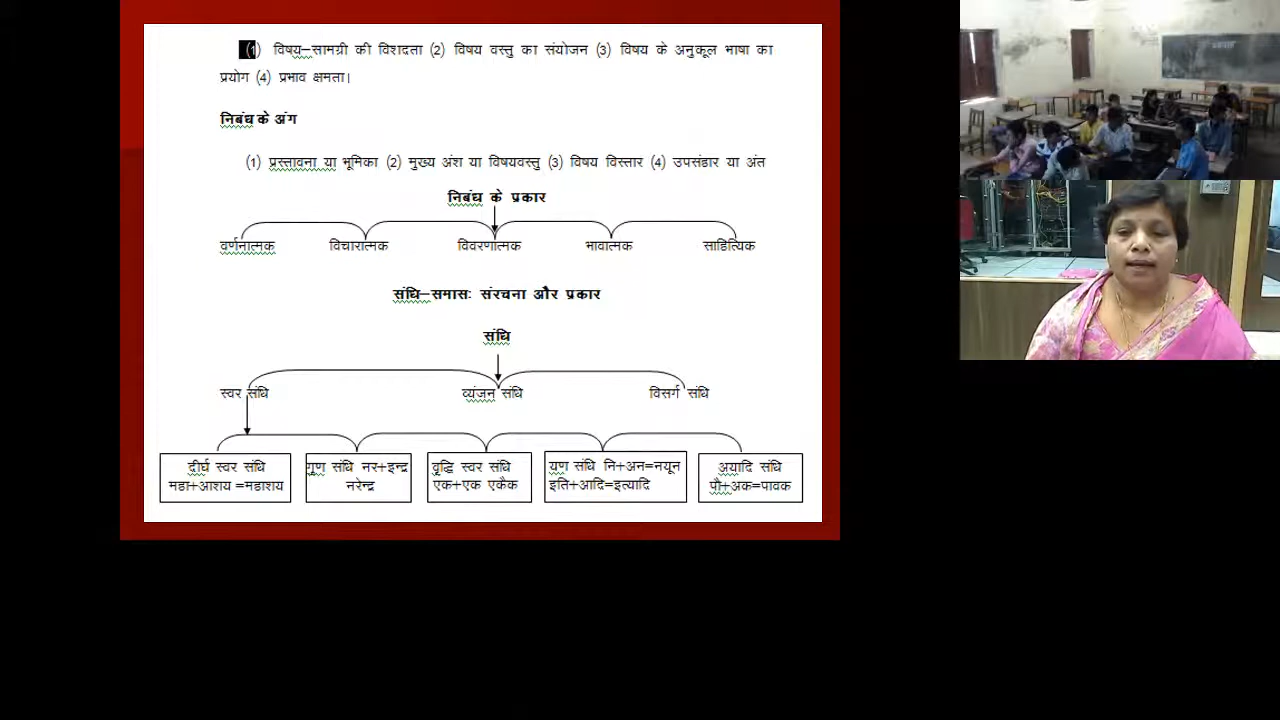 (1) विषय–सामग्री की विशदता (2) विषय वस्तु का संयोजन (3) विषय के अनुकूल भाषा का
प्रयोग (4) प्रभाव क्षमता।
निबंध के अंग
(1) प्रस्तावना या भूमिका (2) मुख्य अंश या विषयवस्तु (3) विषय विस्तार (4) उपसंडार या अंत
निबंध के प्रकार
वर्णनात्मक विचारात्मक विवरणात्मक भावात्मक साहित्यिक
संधि–समासः संरचना और प्रकार
संधि
स्वर संधि व्यंजन संधि विसर्ग संधि
दीर्घ स्वर संधि
मडा+आशय =मडाशय
गुण संधि नर+इन्द्र
नरेन्द्र
वृद्धि स्वर संधि
एक+एक एकैक
यण संधि नि+अन=नयून
इति+आदि=इत्यादि
अयादि संधि
पौ+अक=पावक